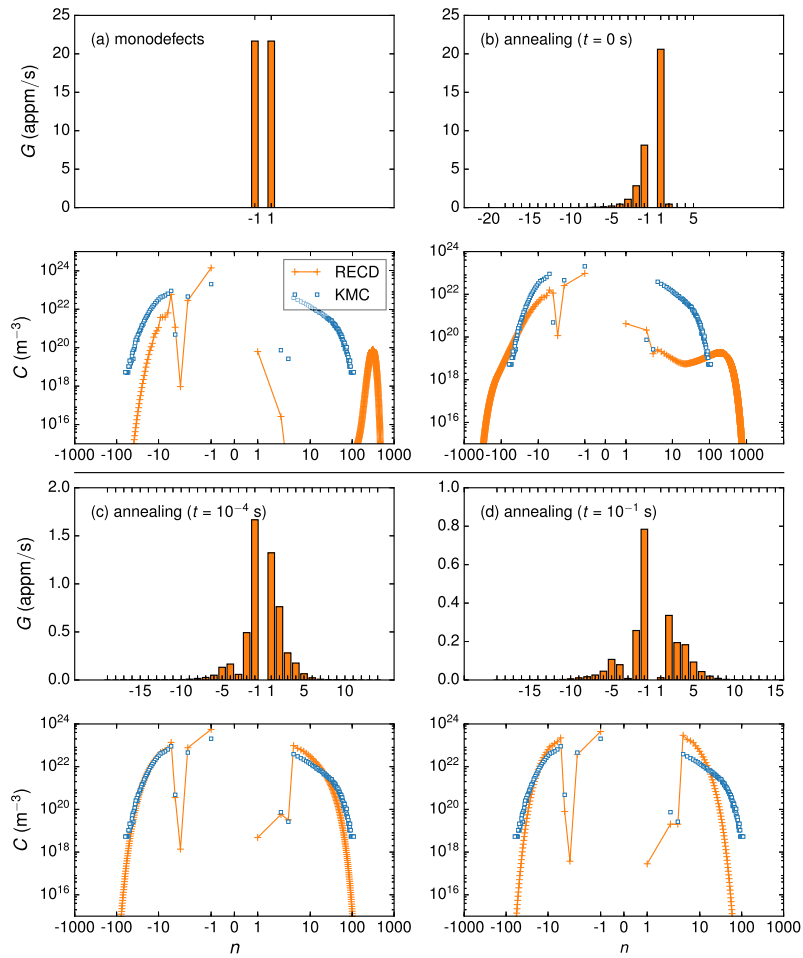 (a) monodefects
G (appm/s)
25
20
15
10
5
0
-1 1
(b) annealing (t = 0 s)
25
20
15
10
5
0
-20 -15 -10 -5 -1 1 5
RECD
KMC
C (m⁻³)
10²⁴
10²²
10²⁰
10¹⁸
10¹⁶
-1000 -100 -10 -1 0 1 10 100 1000
10²⁴
10²²
10²⁰
10¹⁸
10¹⁶
-1000 -100 -10 -1 0 1 10 100 1000
(c) annealing (t = 10⁻⁴ s)
G (appm/s)
2.0
1.5
1.0
0.5
0.0
-15 -10 -5 -1 1 5 10
(d) annealing (t = 10⁻¹ s)
1.0
0.8
0.6
0.4
0.2
0.0
-15 -10 -5 -1 1 5 10 15
C (m⁻³)
10²⁴
10²²
10²⁰
10¹⁸
10¹⁶
-1000 -100 -10 -1 0 1 10 100 1000
n
10²⁴
10²²
10²⁰
10¹⁸
10¹⁶
-1000 -100 -10 -1 0 1 10 100 1000
n